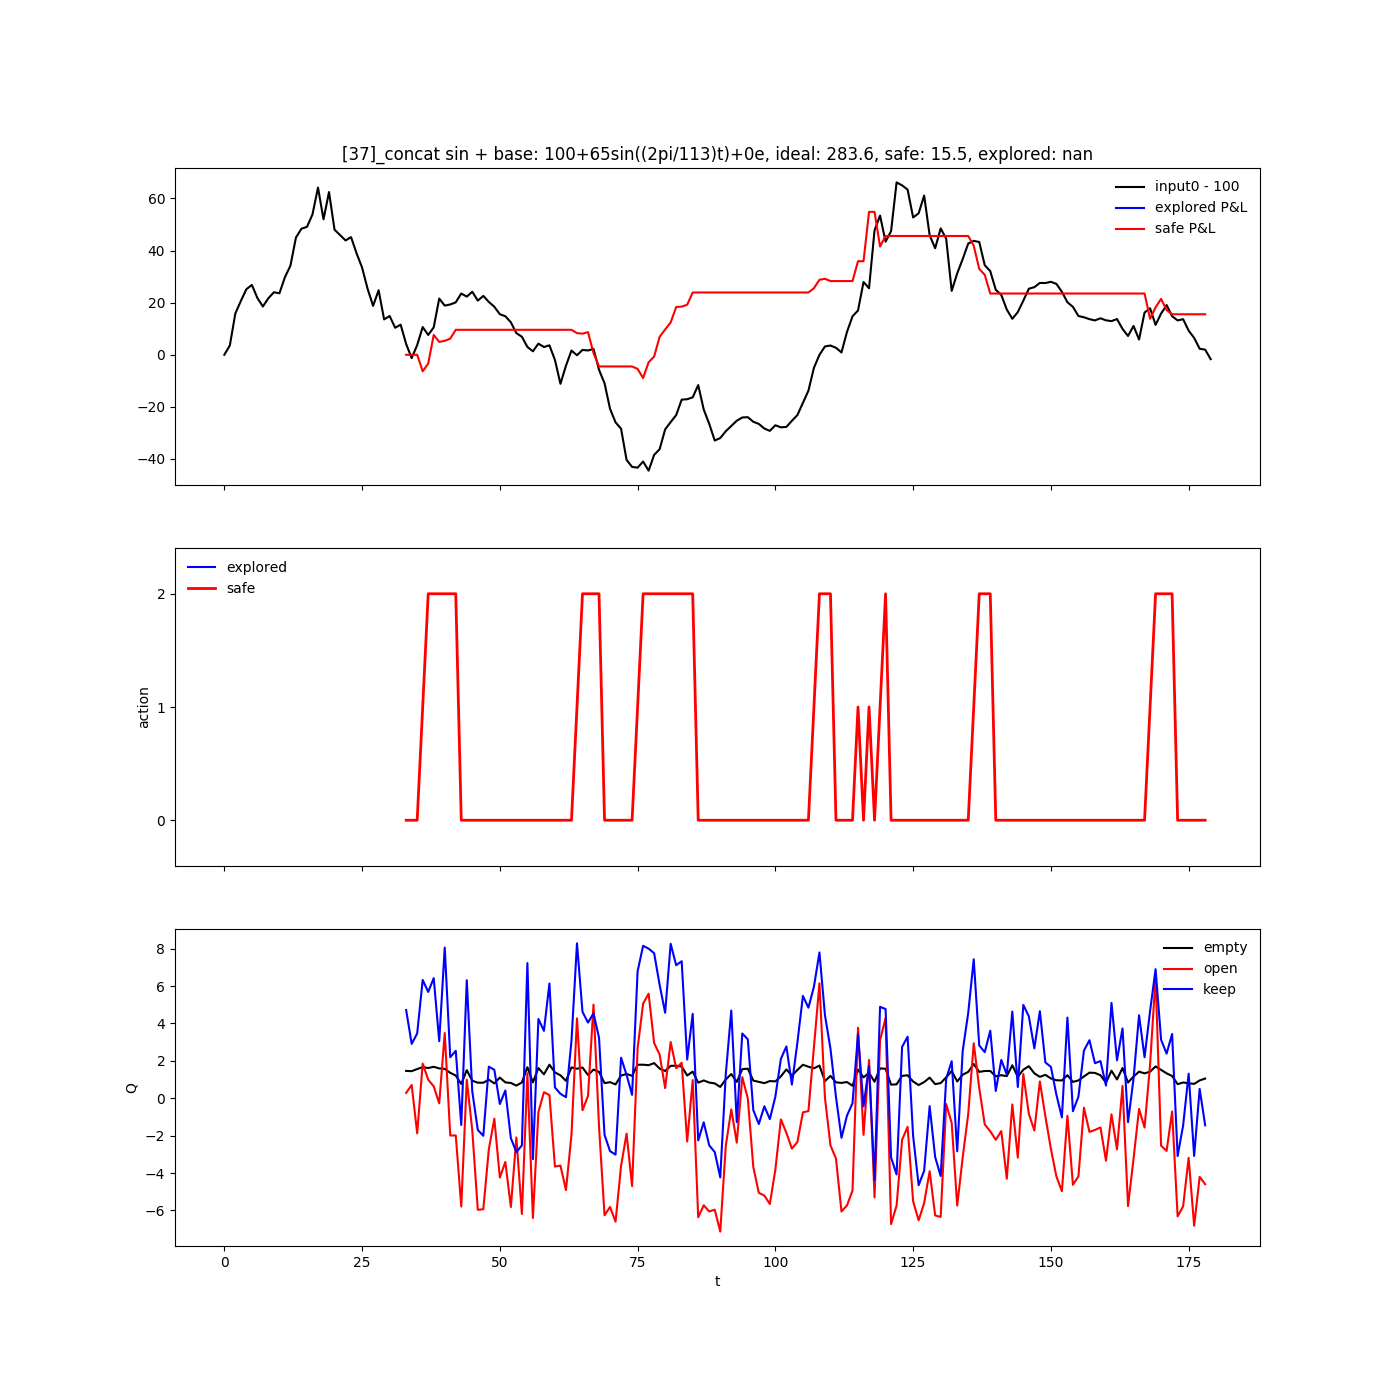 [37]_concat sin + base: 100+65sin((2pi/113)t)+0e, ideal: 283.6, safe: 15.5, explored: nan
input0 - 100
explored P&L
safe P&L
60
40
20
0
−20
−40
explored
safe
2
1
0
action
empty
open
keep
8
6
4
2
0
−2
−4
−6
Q
0 25 50 75 100 125 150 175
t